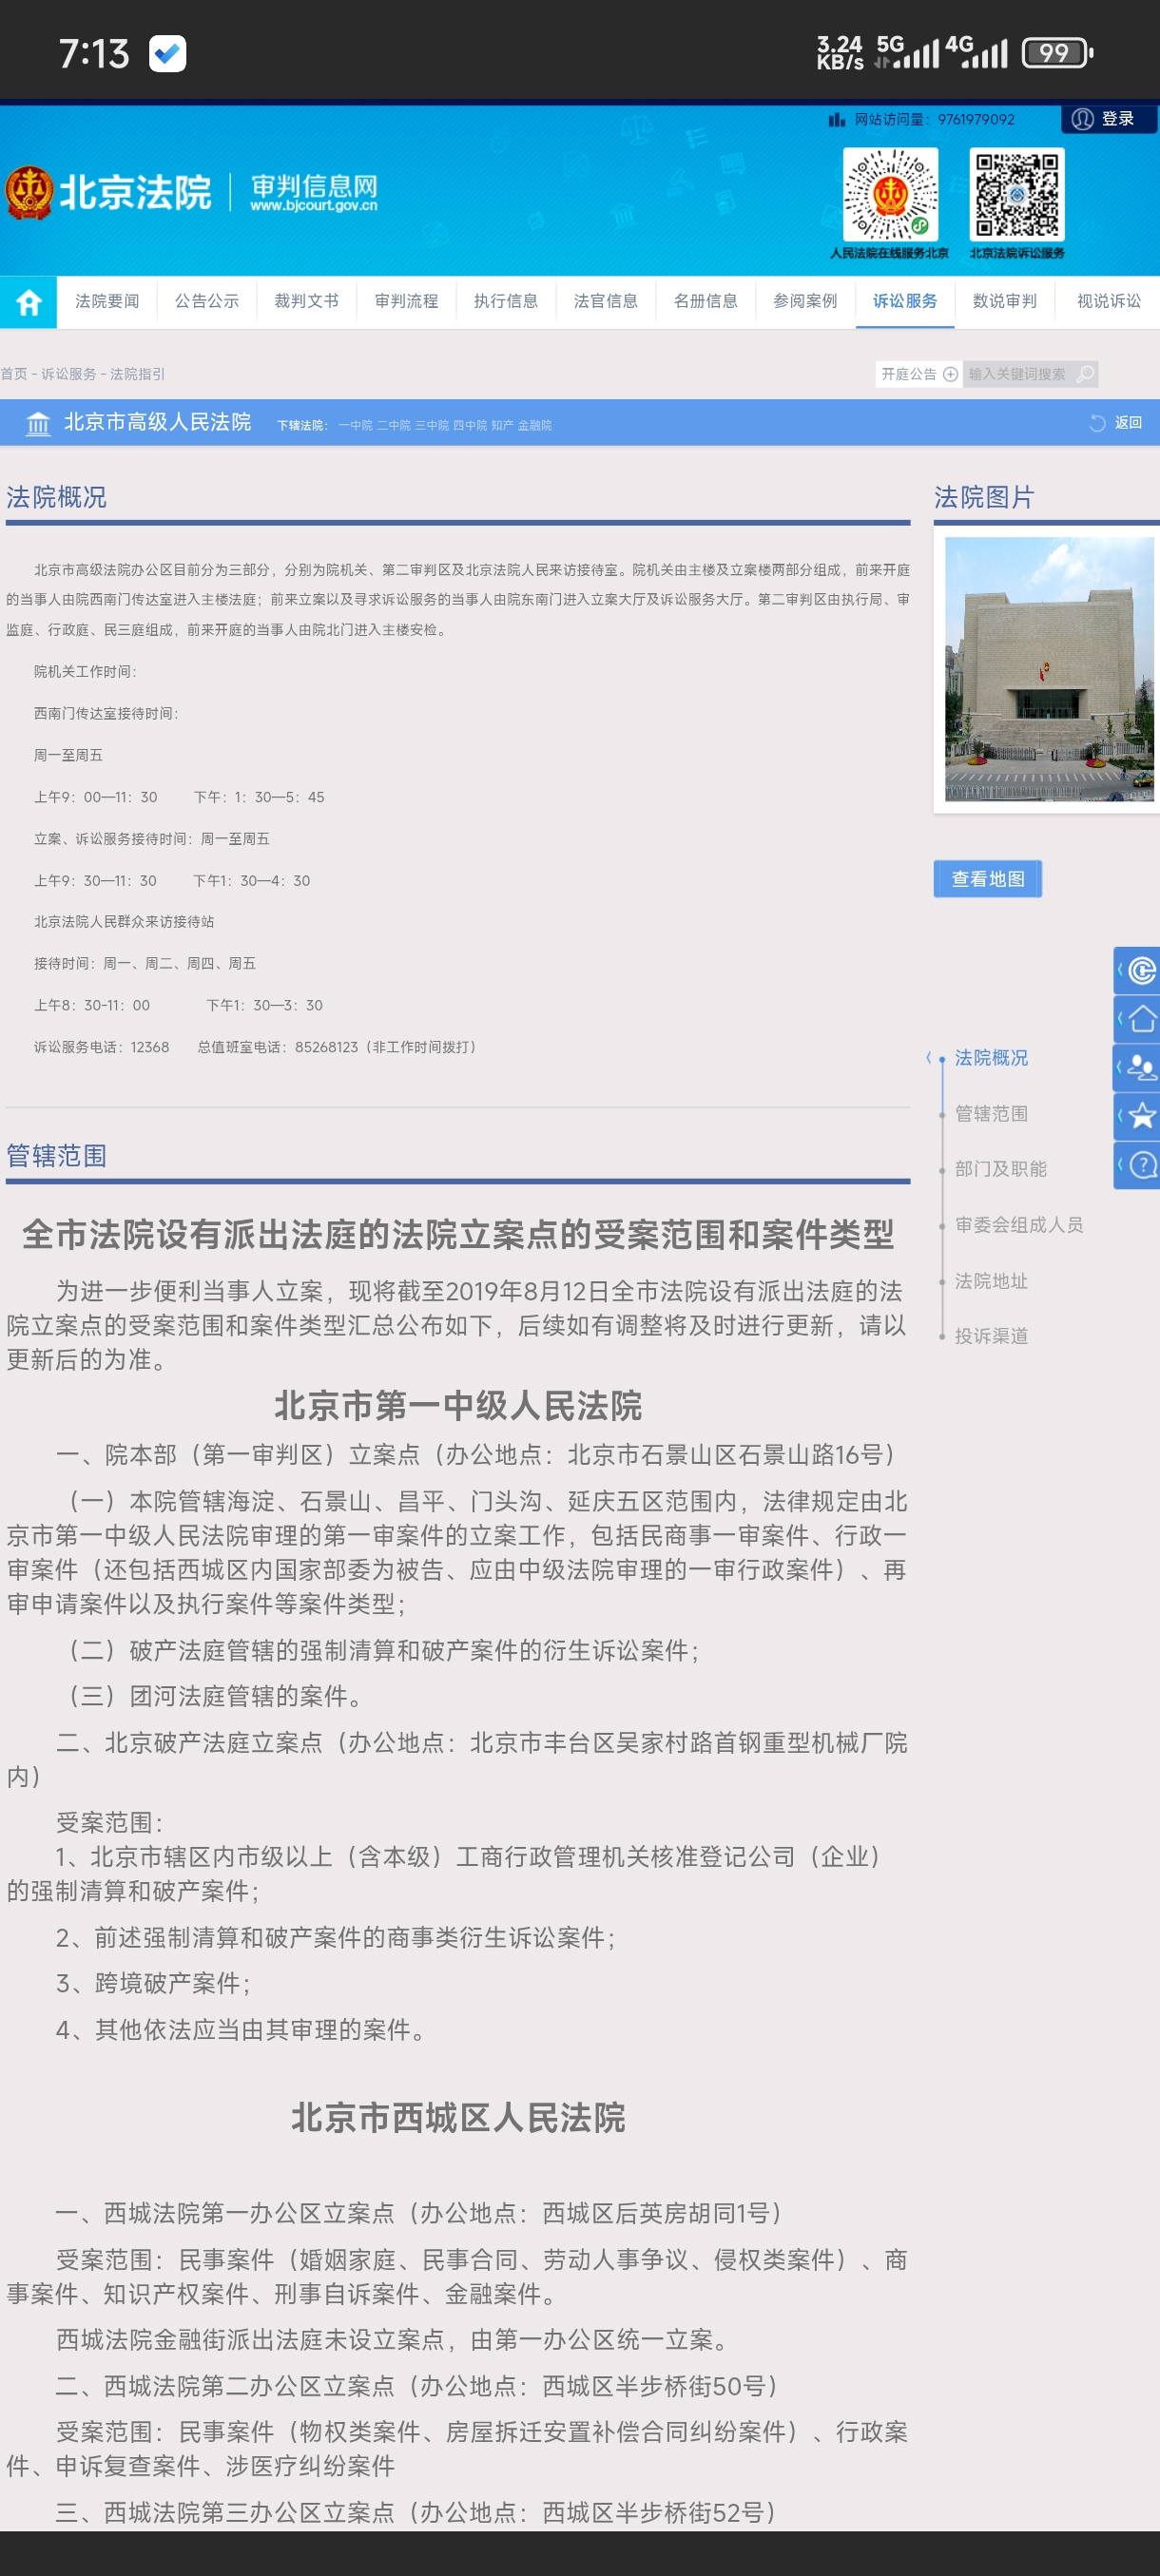 7:13
3.24 KB/s 5G 4G 99
网站访问量：9761979092
登录
北京法院
审判信息网
www.bjcourt.gov.cn
人民法院在线服务北京
北京法院诉讼服务
法院要闻 公告公示 裁判文书 审判流程 执行信息 法官信息 名册信息 参阅案例 诉讼服务 数说审判 视说诉讼
首页 - 诉讼服务 - 法院指引
开庭公告 输入关键词搜索
北京市高级人民法院 下辖法院： 一中院 二中院 三中院 四中院 知产 金融院
返回
法院概况
北京市高级法院办公区目前分为三部分，分别为院机关、第二审判区及北京法院人民来访接待室。院机关由主楼及立案楼两部分组成，前来开庭
的当事人由院西南门传达室进入主楼法庭；前来立案以及寻求诉讼服务的当事人由院东南门进入立案大厅及诉讼服务大厅。第二审判区由执行局、审
监庭、行政庭、民三庭组成，前来开庭的当事人由院北门进入主楼安检。
院机关工作时间：
西南门传达室接待时间：
周一至周五
上午9：00—11：30 下午：1：30—5：45
立案、诉讼服务接待时间：周一至周五
上午9：30—11：30 下午1：30—4：30
北京法院人民群众来访接待站
接待时间：周一、周二、周四、周五
上午8：30-11：00 下午1：30—3：30
诉讼服务电话：12368 总值班室电话：85268123（非工作时间拨打）
法院图片
查看地图
法院概况
管辖范围
部门及职能
审委会组成人员
法院地址
投诉渠道
管辖范围
全市法院设有派出法庭的法院立案点的受案范围和案件类型
为进一步便利当事人立案，现将截至2019年8月12日全市法院设有派出法庭的法
院立案点的受案范围和案件类型汇总公布如下，后续如有调整将及时进行更新，请以
更新后的为准。
北京市第一中级人民法院
一、院本部（第一审判区）立案点（办公地点：北京市石景山区石景山路16号）
（一）本院管辖海淀、石景山、昌平、门头沟、延庆五区范围内，法律规定由北
京市第一中级人民法院审理的第一审案件的立案工作，包括民商事一审案件、行政一
审案件（还包括西城区内国家部委为被告、应由中级法院审理的一审行政案件）、再
审申请案件以及执行案件等案件类型；
（二）破产法庭管辖的强制清算和破产案件的衍生诉讼案件；
（三）团河法庭管辖的案件。
二、北京破产法庭立案点（办公地点：北京市丰台区吴家村路首钢重型机械厂院
内）
受案范围：
1、北京市辖区内市级以上（含本级）工商行政管理机关核准登记公司（企业）
的强制清算和破产案件；
2、前述强制清算和破产案件的商事类衍生诉讼案件；
3、跨境破产案件；
4、其他依法应当由其审理的案件。
北京市西城区人民法院
一、西城法院第一办公区立案点（办公地点：西城区后英房胡同1号）
受案范围：民事案件（婚姻家庭、民事合同、劳动人事争议、侵权类案件）、商
事案件、知识产权案件、刑事自诉案件、金融案件。
西城法院金融街派出法庭未设立案点，由第一办公区统一立案。
二、西城法院第二办公区立案点（办公地点：西城区半步桥街50号）
受案范围：民事案件（物权类案件、房屋拆迁安置补偿合同纠纷案件）、行政案
件、申诉复查案件、涉医疗纠纷案件
三、西城法院第三办公区立案点（办公地点：西城区半步桥街52号）